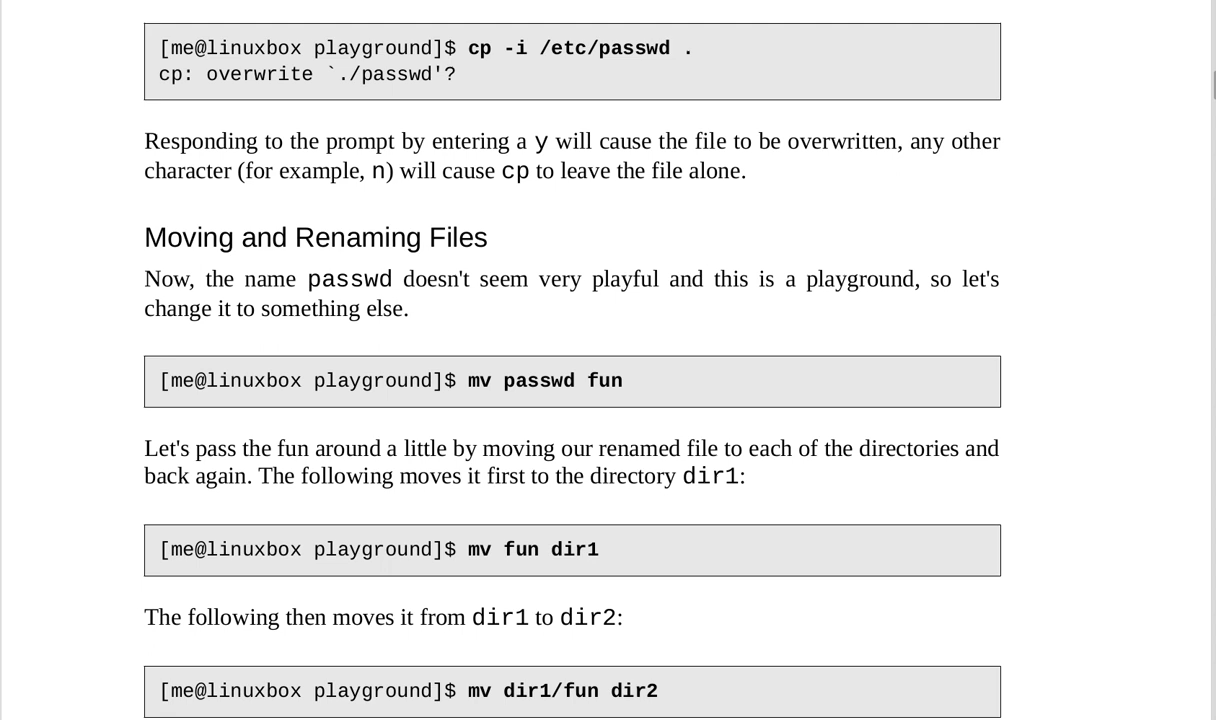 [me@linuxbox playground]$ cp -i /etc/passwd .
cp: overwrite `./passwd'?
Responding to the prompt by entering a y will cause the file to be overwritten, any other
character (for example, n) will cause cp to leave the file alone.
Moving and Renaming Files
Now, the name passwd doesn't seem very playful and this is a playground, so let's
change it to something else.
[me@linuxbox playground]$ mv passwd fun
Let's pass the fun around a little by moving our renamed file to each of the directories and
back again. The following moves it first to the directory dir1:
[me@linuxbox playground]$ mv fun dir1
The following then moves it from dir1 to dir2:
[me@linuxbox playground]$ mv dir1/fun dir2